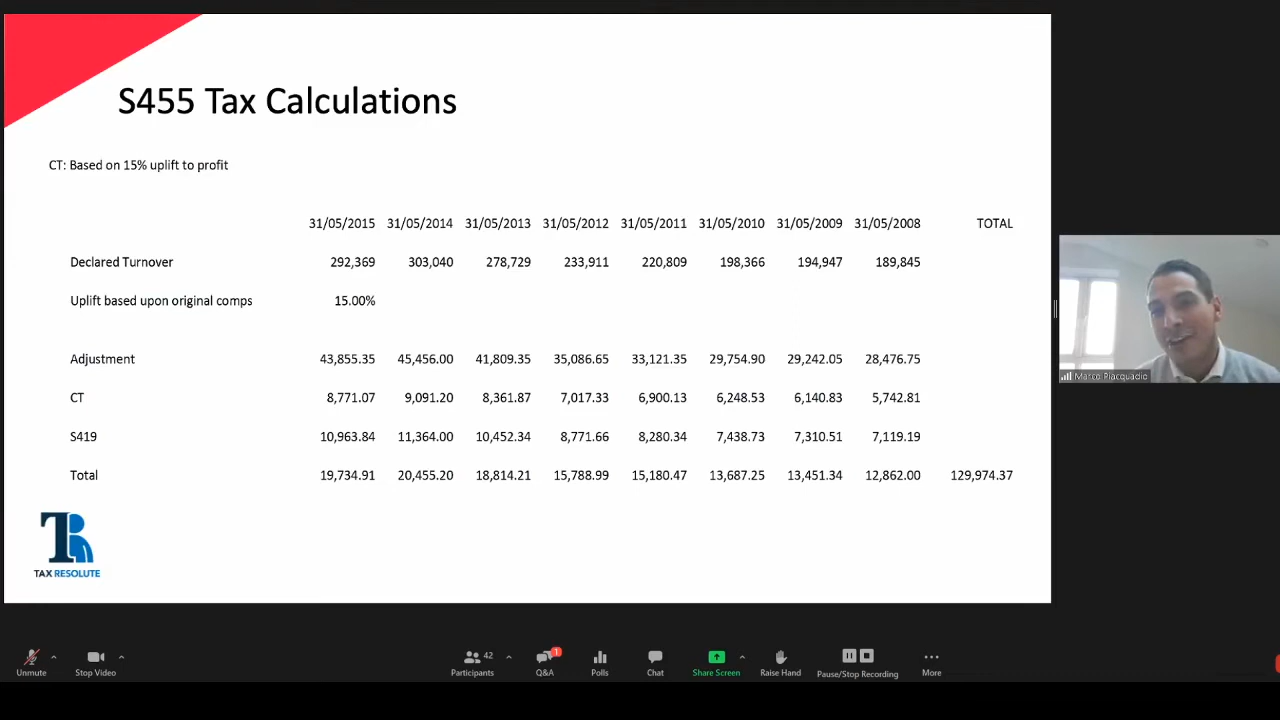 S455 Tax Calculations
CT: Based on 15% uplift to profit
31/05/2015 31/05/2014 31/05/2013 31/05/2012 31/05/2011 31/05/2010 31/05/2009 31/05/2008 TOTAL
Declared Turnover 292,369 303,040 278,729 233,911 220,809 198,366 194,947 189,845
Uplift based upon original comps 15.00%
Adjustment 43,855.35 45,456.00 41,809.35 35,086.65 33,121.35 29,754.90 29,242.05 28,476.75
CT 8,771.07 9,091.20 8,361.87 7,017.33 6,900.13 6,248.53 6,140.83 5,742.81
S419 10,963.84 11,364.00 10,452.34 8,771.66 8,280.34 7,438.73 7,310.51 7,119.19
Total 19,734.91 20,455.20 18,814.21 15,788.99 15,180.47 13,687.25 13,451.34 12,862.00 129,974.37
TR
TAX RESOLUTE
Marco Piacquadio
42
1
Unmute Stop Video Participants Q&A Polls Chat Share Screen Raise Hand Pause/Stop Recording More